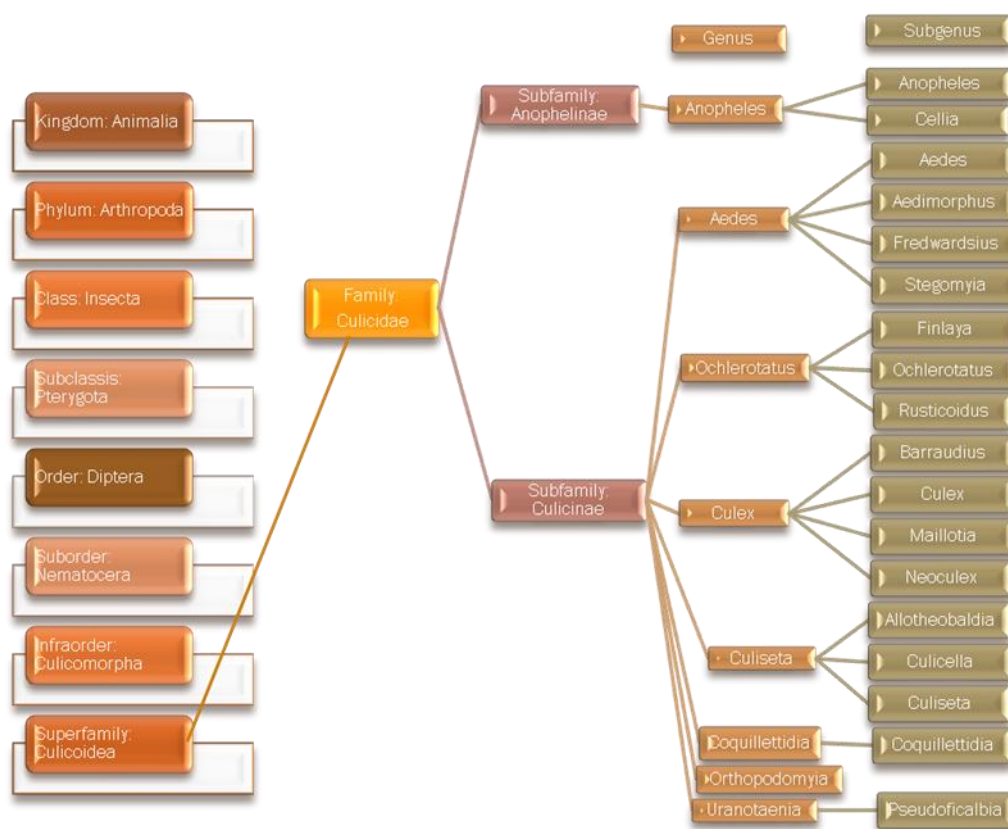 Genus
Subgenus
Kingdom: Animalia
Phylum: Arthropoda
Class: Insecta
Subclassis:
Pterygota
Order: Diptera
Suborder:
Nematocera
Infraorder:
Culicomorpha
Superfamily:
Culicoidea
Family:
Culicidae
Subfamily:
Anophelinae
Subfamily:
Culicinae
Anopheles
Aedes
Ochlerotatus
Culex
Culiseta
Coquillettidia
Orthopodomyia
Uranotaenia
Anopheles
Cellia
Aedes
Aedimorphus
Fredwardsius
Stegomyia
Finlaya
Ochlerotatus
Rusticoidus
Barraudius
Culex
Maillotia
Neoculex
Allotheobaldia
Culicella
Culiseta
Coquillettidia
Pseudoficalbia